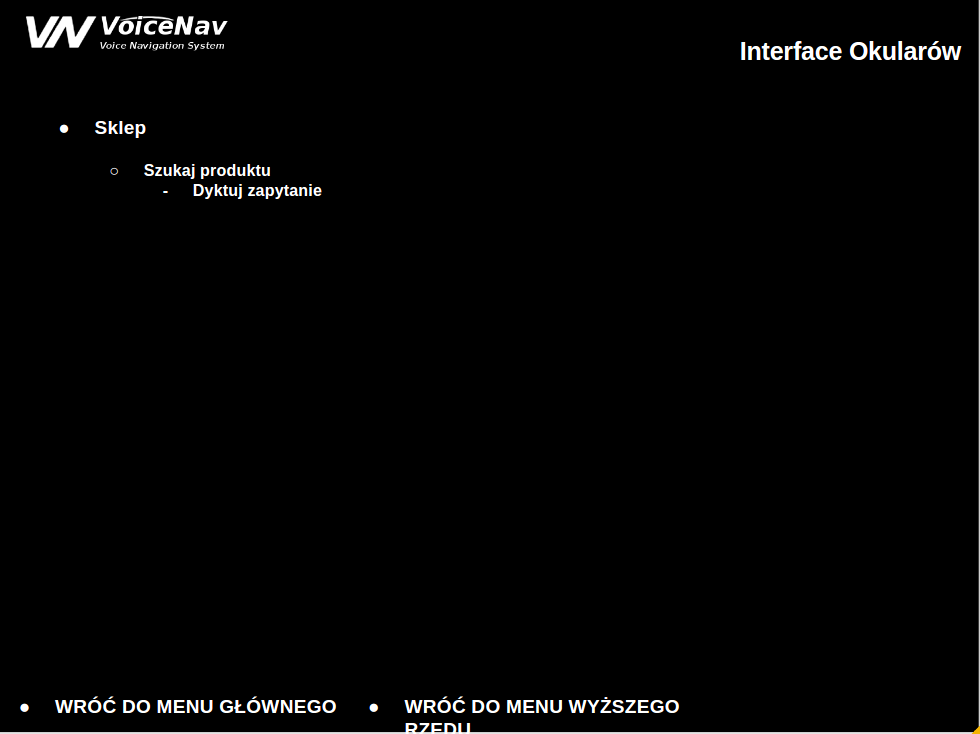 VN VoiceNav
Voice Navigation System
Interface Okularów
● Sklep
○ Szukaj produktu
- Dyktuj zapytanie
● WRÓĆ DO MENU GŁÓWNEGO ● WRÓĆ DO MENU WYŻSZEGO
RZĘDU